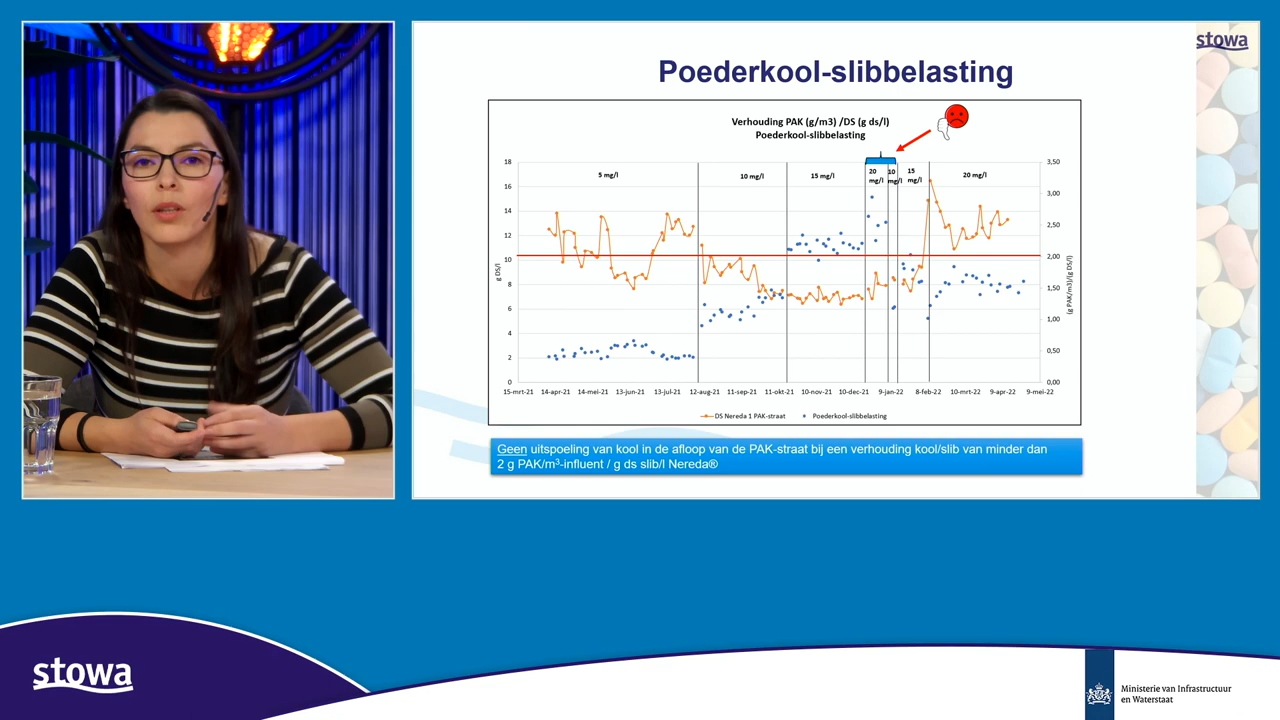 stowa
Poederkool-slibbelasting
Verhouding PAK (g/m3) /DS (g ds/l)
Poederkool-slibbelasting
18
16
14
12
10
8
6
4
2
0
g DS/l
5 mg/l
10 mg/l
15 mg/l
20
mg/l
10
mg/l
15
mg/l
20 mg/l
3,50
3,00
2,50
2,00
1,50
1,00
0,50
0,00
(g PAK/m3)/(g DS/l)
15-mrt-21 14-apr-21 14-mei-21 13-jun-21 13-jul-21 12-aug-21 11-sep-21 11-okt-21 10-nov-21 10-dec-21 9-jan-22 8-feb-22 10-mrt-22 9-apr-22 9-mei-22
DS Nereda 1 PAK-straat Poederkool-slibbelasting
Geen uitspoeling van kool in de afloop van de PAK-straat bij een verhouding kool/slib van minder dan
2 g PAK/m³-influent / g ds slib/l Nereda®
stowa
Ministerie van Infrastructuur
en Waterstaat